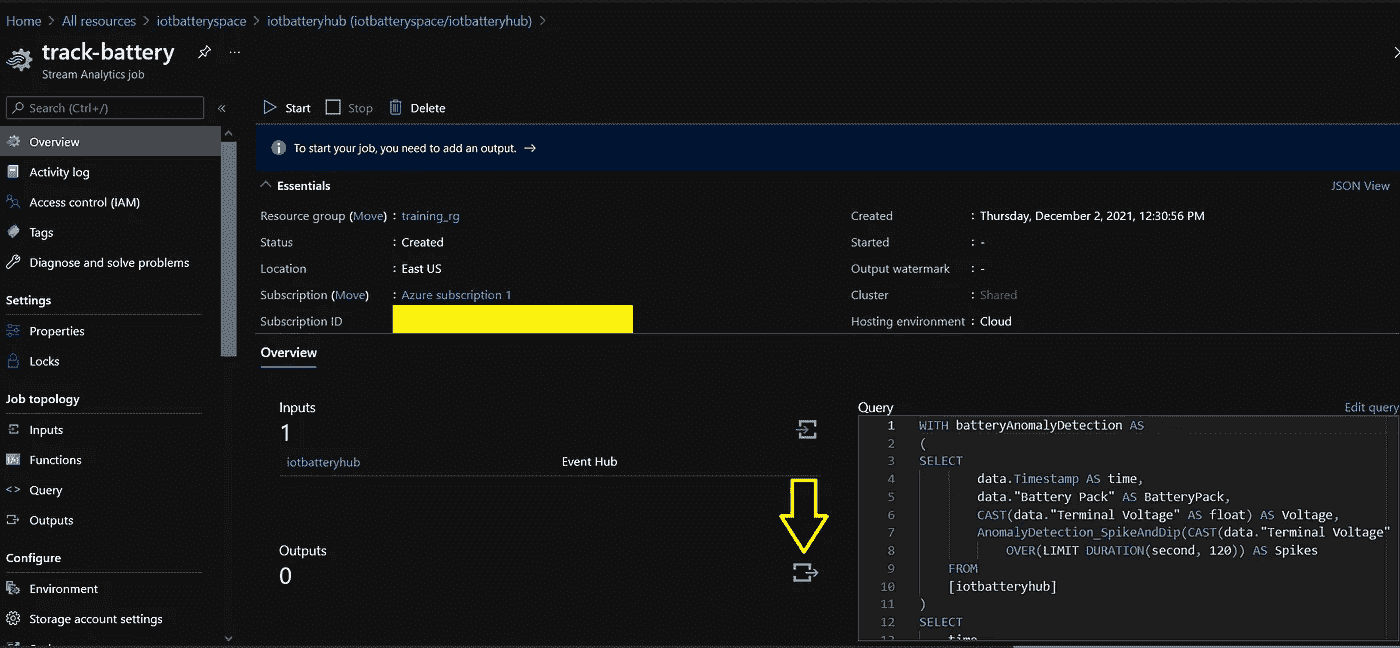 Home > All resources > iotbatteryspace > iotbatteryhub (iotbatteryspace/iotbatteryhub) >
track-battery
...
Stream Analytics job
Search (Ctrl+/)
«
Start
Stop
Delete
Overview
To start your job, you need to add an output. →
Activity log
Essentials
JSON View
Access control (IAM)
Resource group (Move) : training_rg
Created : Thursday, December 2, 2021, 12:30:56 PM
Tags
Status : Created
Started : -
Diagnose and solve problems
Location : East US
Output watermark : -
Settings
Subscription (Move) : Azure subscription 1
Cluster : Shared
Properties
Subscription ID
Hosting environment : Cloud
Locks
Overview
Job topology
Inputs
Functions
Query
Outputs
Configure
Environment
Storage account settings
Inputs
1
iotbatteryhub Event Hub
Outputs
0
Query
Edit query
1 WITH batteryAnomalyDetection AS
2 (
3 SELECT
4 data.Timestamp AS time,
5 data."Battery Pack" AS BatteryPack,
6 CAST(data."Terminal Voltage" AS float) AS Voltage,
7 AnomalyDetection_SpikeAndDip(CAST(data."Terminal Voltage"
8 OVER(LIMIT DURATION(second, 120)) AS Spikes
9 FROM
10 [iotbatteryhub]
11 )
12 SELECT
13 time